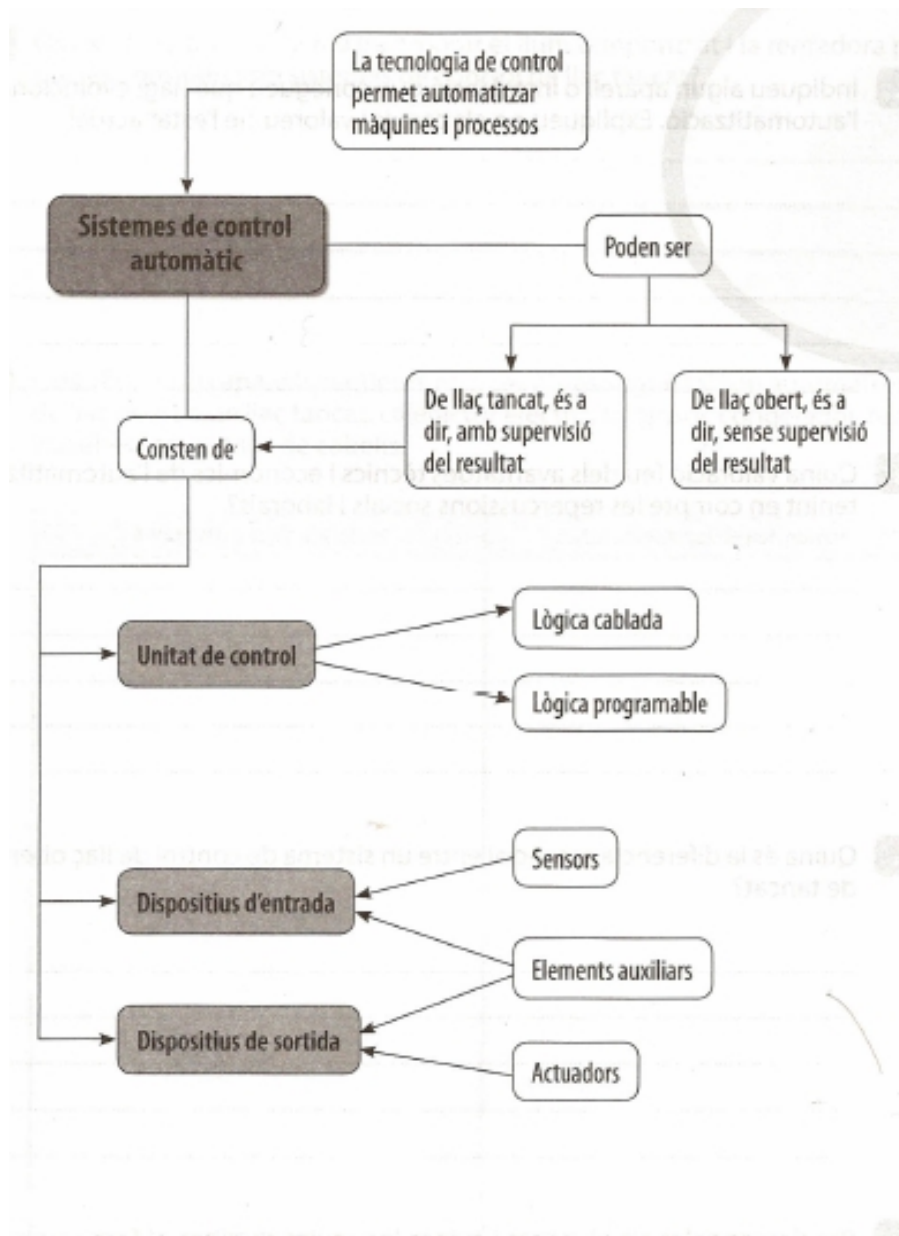 La tecnologia de control
permet automatitzar
màquines i processos
Sistemes de control
automàtic
Poden ser
De llaç tancat, és a
dir, amb supervisió
del resultat
De llaç obert, és a
dir, sense supervisió
del resultat
Consten de
Unitat de control
Lògica cablada
Lògica programable
Sensors
Dispositius d'entrada
Elements auxiliars
Dispositius de sortida
Actuadors